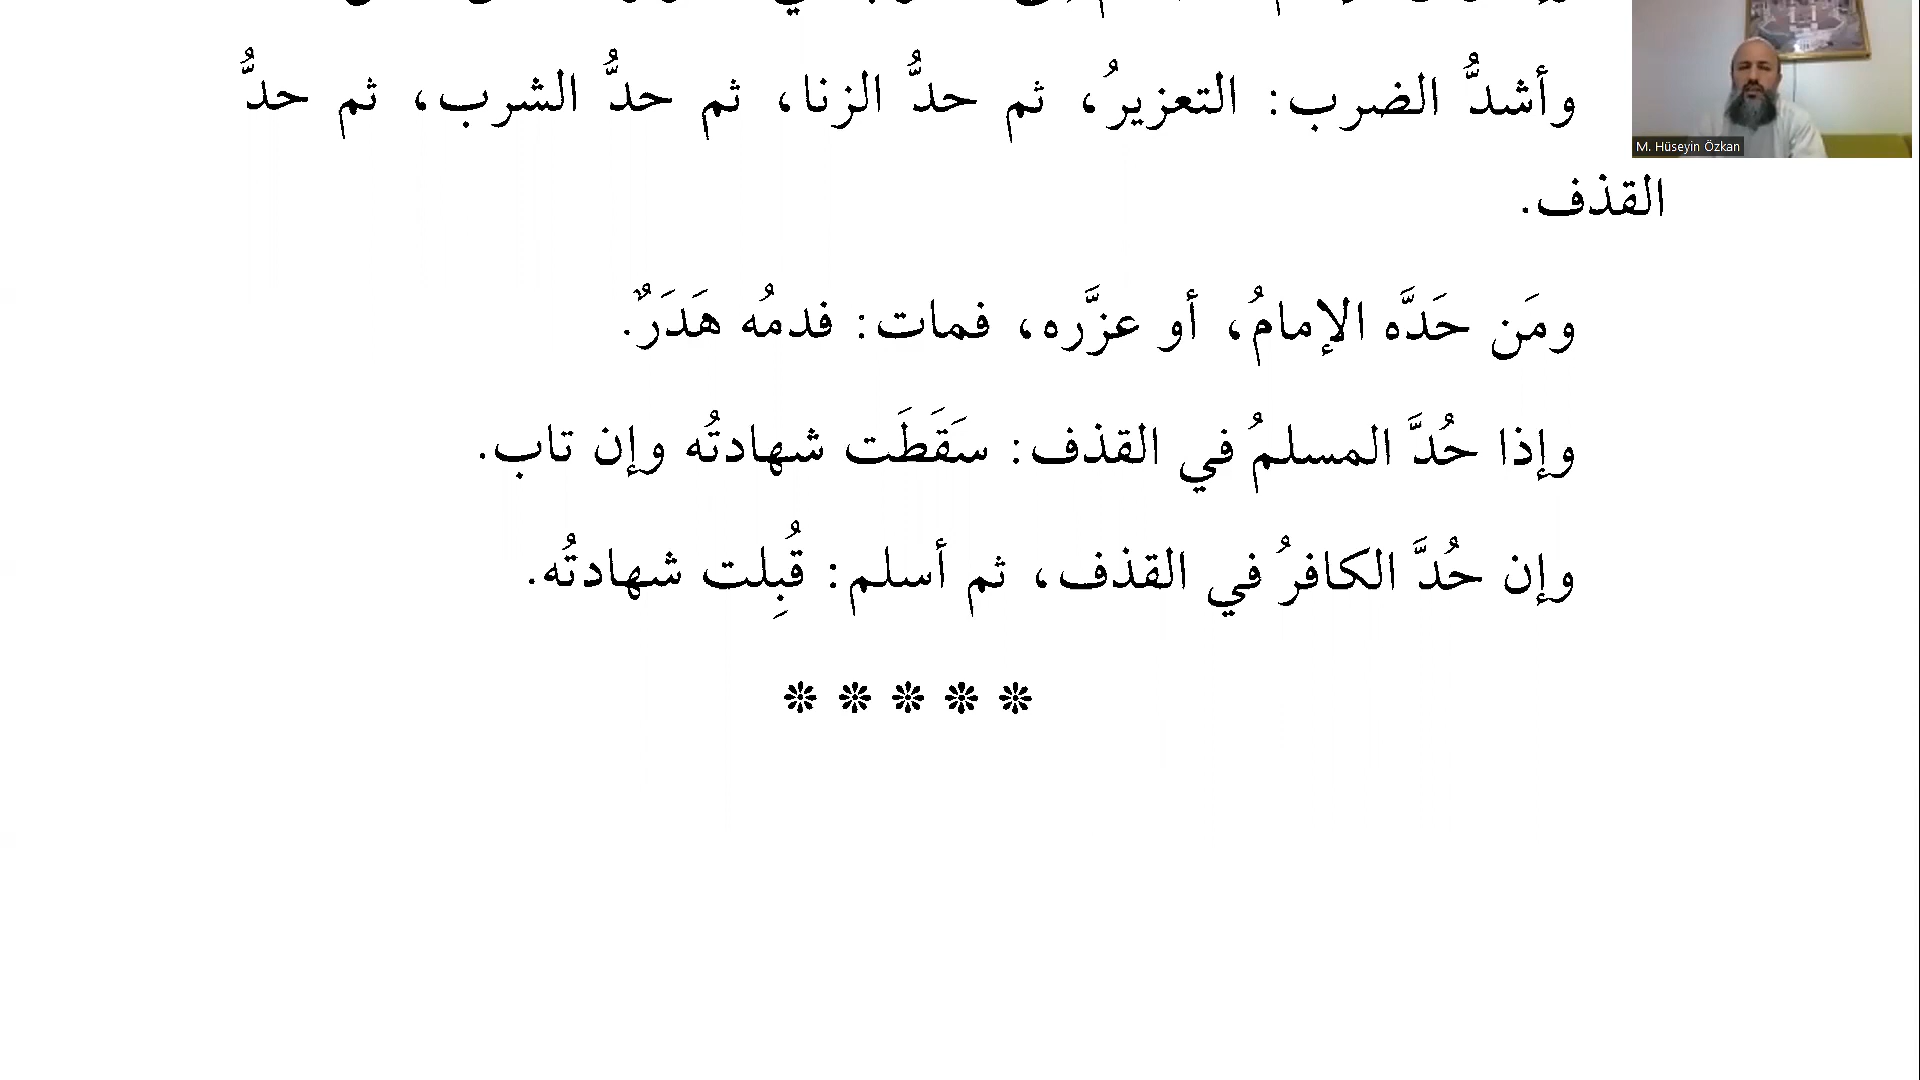 وأشدُّ الضرب: التعزيرُ، ثم حدُّ الزنا، ثم حدُّ الشرب، ثم حدُّ
القذف.
ومَن حَدَّه الإمامُ، أو عزَّره، فمات: فدمُه هَدَرٌ.
وإذا حُدَّ المسلمُ في القذف: سَقَطَت شهادتُه وإن تاب.
وإن حُدَّ الكافرُ في القذف، ثم أسلم: قُبِلت شهادتُه.
M. Hüseyin Özkan